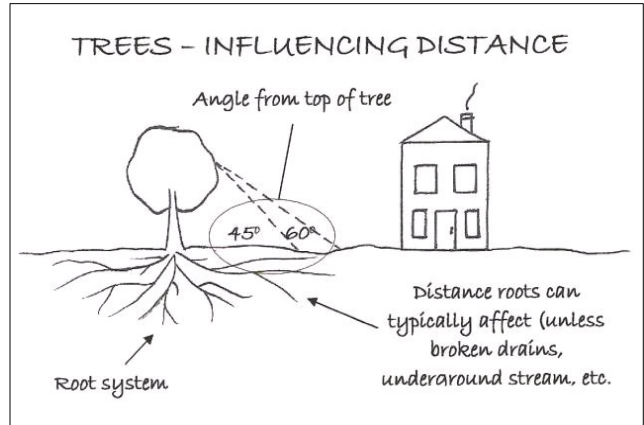 TREES – INFLUENCING DISTANCE
Angle from top of tree
45° 60°
Distance roots can
typically affect (unless
broken drains,
underground stream, etc.
Root system